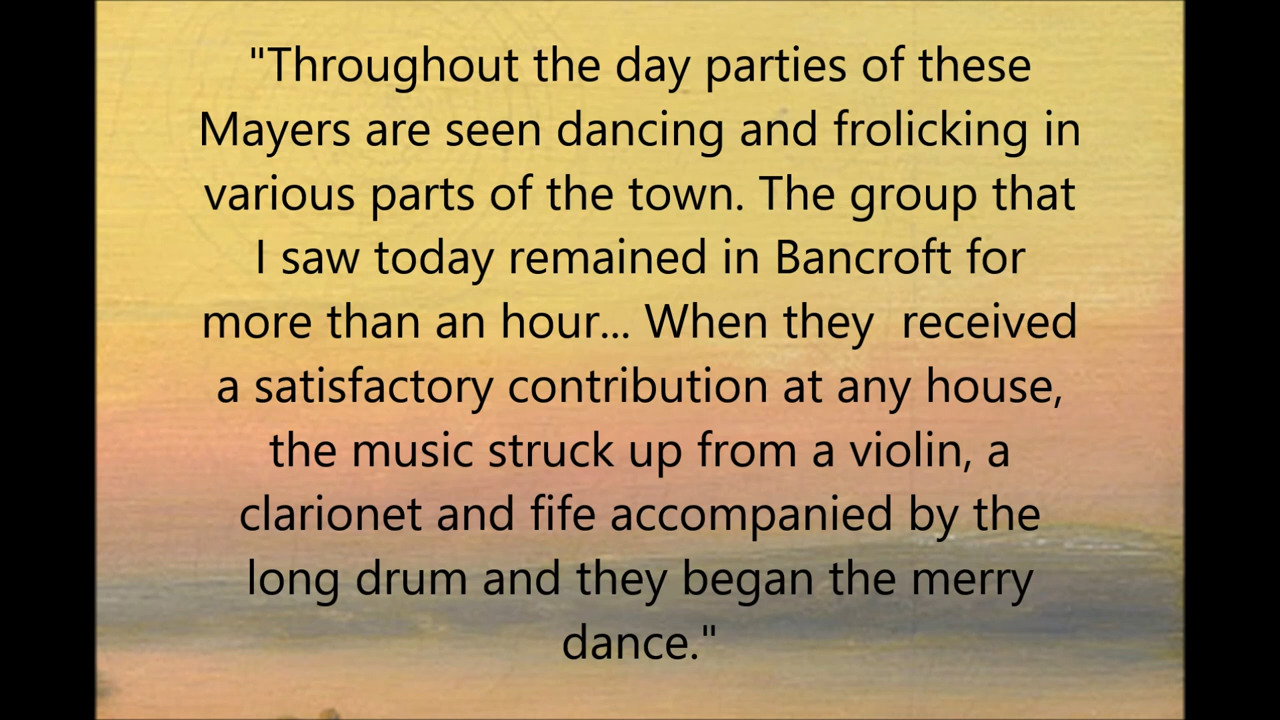 "Throughout the day parties of these
Mayers are seen dancing and frolicking in
various parts of the town. The group that
I saw today remained in Bancroft for
more than an hour... When they  received
a satisfactory contribution at any house,
the music struck up from a violin, a
clarionet and fife accompanied by the
long drum and they began the merry
dance."